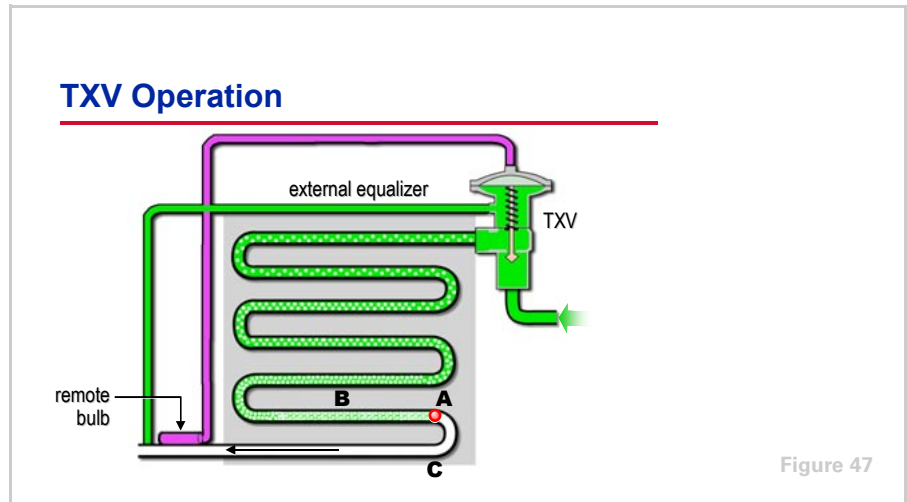 TXV Operation
external equalizer
TXV
remote
bulb
B
A
C
Figure 47